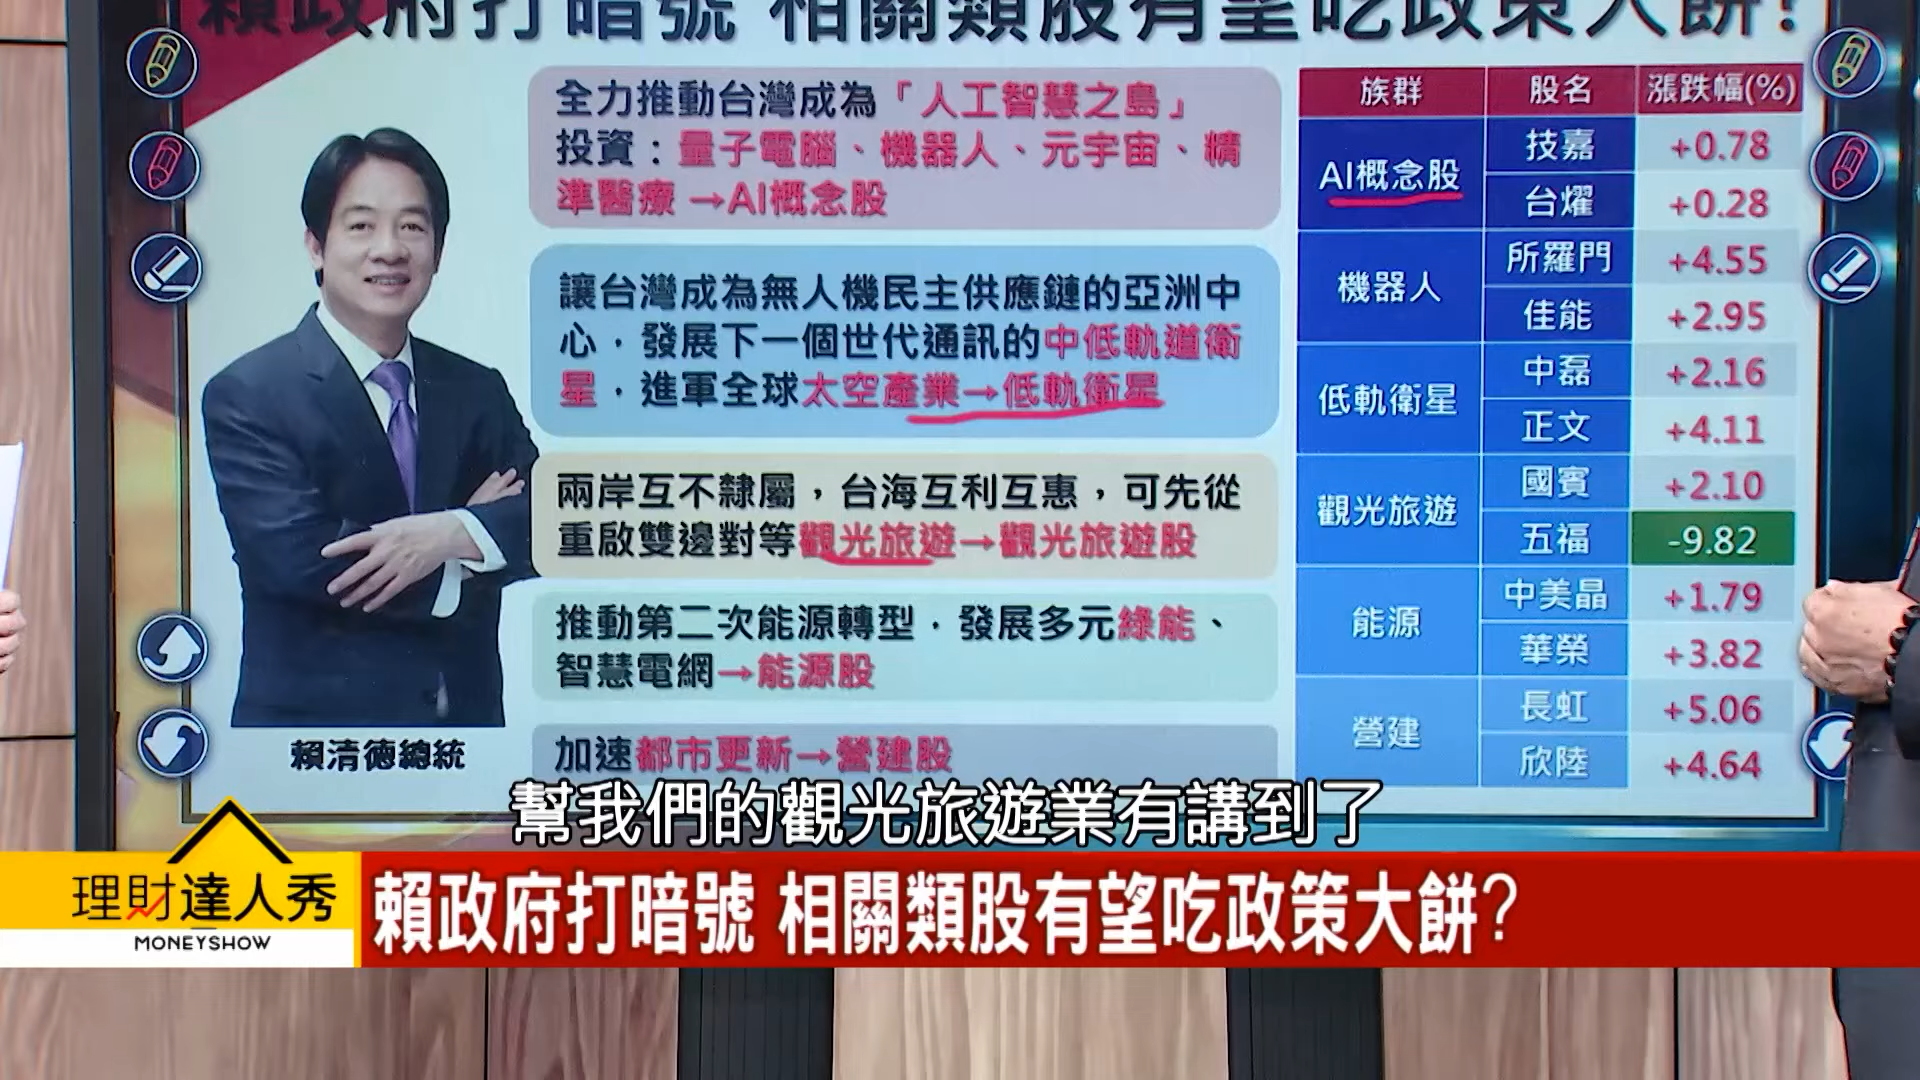 賴政府打暗號 相關類股有望吃政策大餅!
全力推動台灣成為「人工智慧之島」
投資：量子電腦、機器人、元宇宙、精
準醫療→AI概念股
讓台灣成為無人機民主供應鏈的亞洲中
心，發展下一個世代通訊的中低軌道衛
星，進軍全球太空產業→低軌衛星
兩岸互不隸屬，台海互利互惠，可先從
重啟雙邊對等觀光旅遊→觀光旅遊股
推動第二次能源轉型，發展多元綠能、
智慧電網→能源股
加速都市更新→營建股
賴清德總統
族群 股名 漲跌幅(%)
AI概念股 技嘉 +0.78
台燿 +0.28
機器人 所羅門 +4.55
佳能 +2.95
低軌衛星 中磊 +2.16
正文 +4.11
觀光旅遊 國賓 +2.10
五福 -9.82
能源 中美晶 +1.79
華榮 +3.82
營建 長虹 +5.06
欣陸 +4.64
幫我們的觀光旅遊業有講到了
理財達人秀
MONEYSHOW
賴政府打暗號 相關類股有望吃政策大餅?